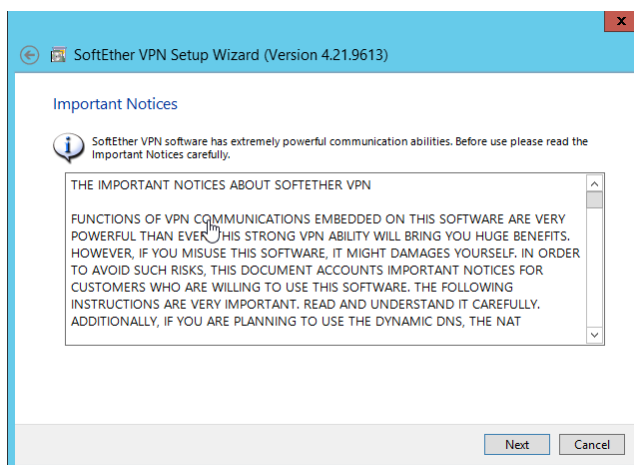 x
SoftEther VPN Setup Wizard (Version 4.21.9613)
Important Notices
SoftEther VPN software has extremely powerful communication abilities. Before use please read the
Important Notices carefully.
THE IMPORTANT NOTICES ABOUT SOFTETHER VPN
FUNCTIONS OF VPN COMMUNICATIONS EMBEDDED ON THIS SOFTWARE ARE VERY
POWERFUL THAN EVER. THIS STRONG VPN ABILITY WILL BRING YOU HUGE BENEFITS.
HOWEVER, IF YOU MISUSE THIS SOFTWARE, IT MIGHT DAMAGES YOURSELF. IN ORDER
TO AVOID SUCH RISKS, THIS DOCUMENT ACCOUNTS IMPORTANT NOTICES FOR
CUSTOMERS WHO ARE WILLING TO USE THIS SOFTWARE. THE FOLLOWING
INSTRUCTIONS ARE VERY IMPORTANT. READ AND UNDERSTAND IT CAREFULLY.
ADDITIONALLY, IF YOU ARE PLANNING TO USE THE DYNAMIC DNS, THE NAT
Next Cancel